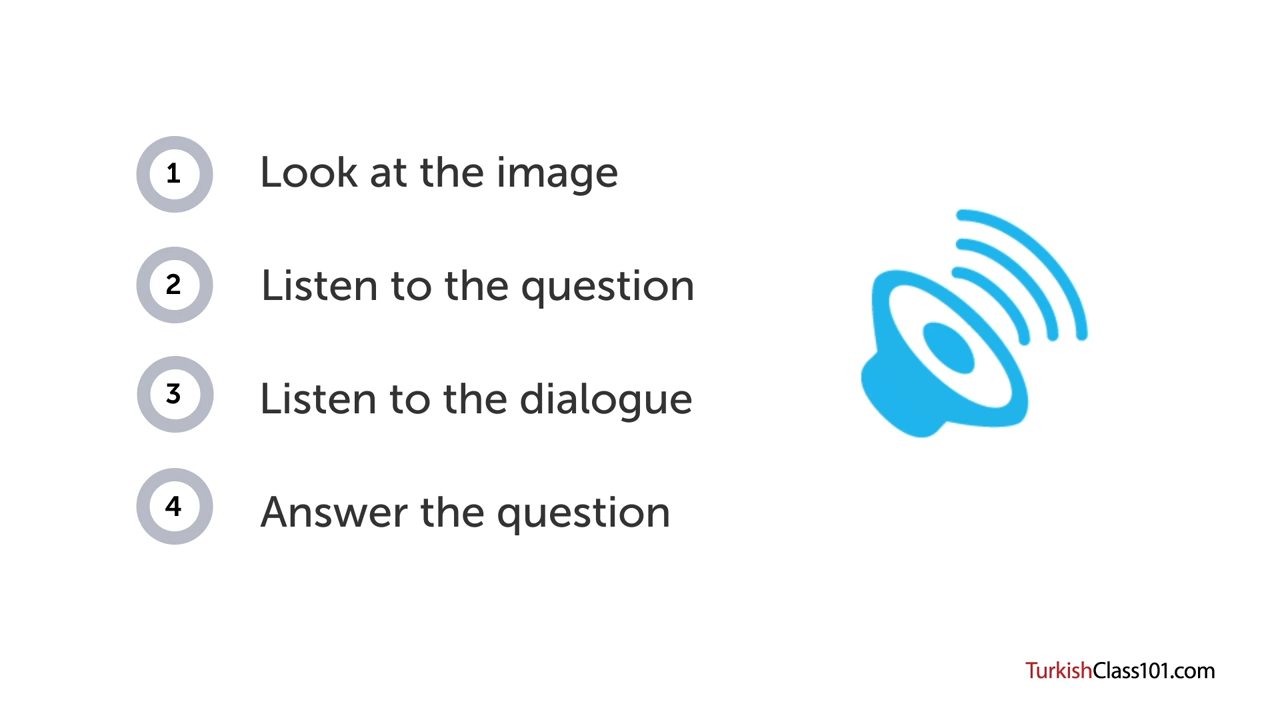 1 Look at the image
2 Listen to the question
3 Listen to the dialogue
4 Answer the question
TurkishClass101.com